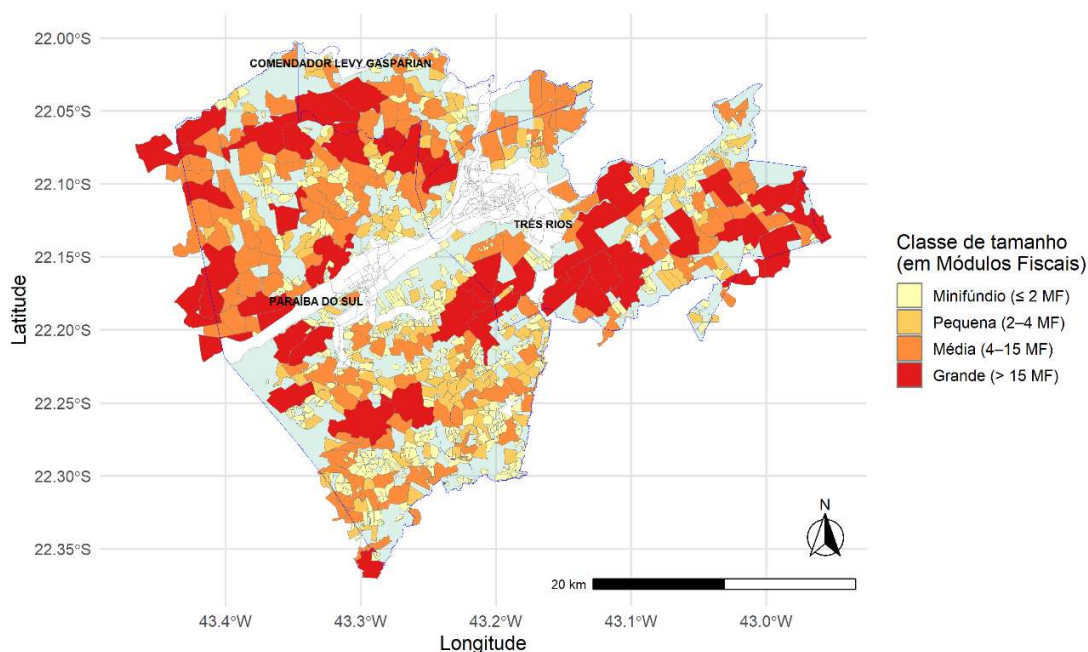 22.00°S
22.05°S
22.10°S
22.15°S
22.20°S
22.25°S
22.30°S
22.35°S
Latitude
COMENDADOR LEVY GASPARIAN
TRÊS RIOS
PARAÍBA DO SUL
Classe de tamanho
(em Módulos Fiscais)
Minifúndio (≤ 2 MF)
Pequena (2–4 MF)
Média (4–15 MF)
Grande (> 15 MF)
N
20 km
43.4°W
43.3°W
43.2°W
43.1°W
43.0°W
Longitude